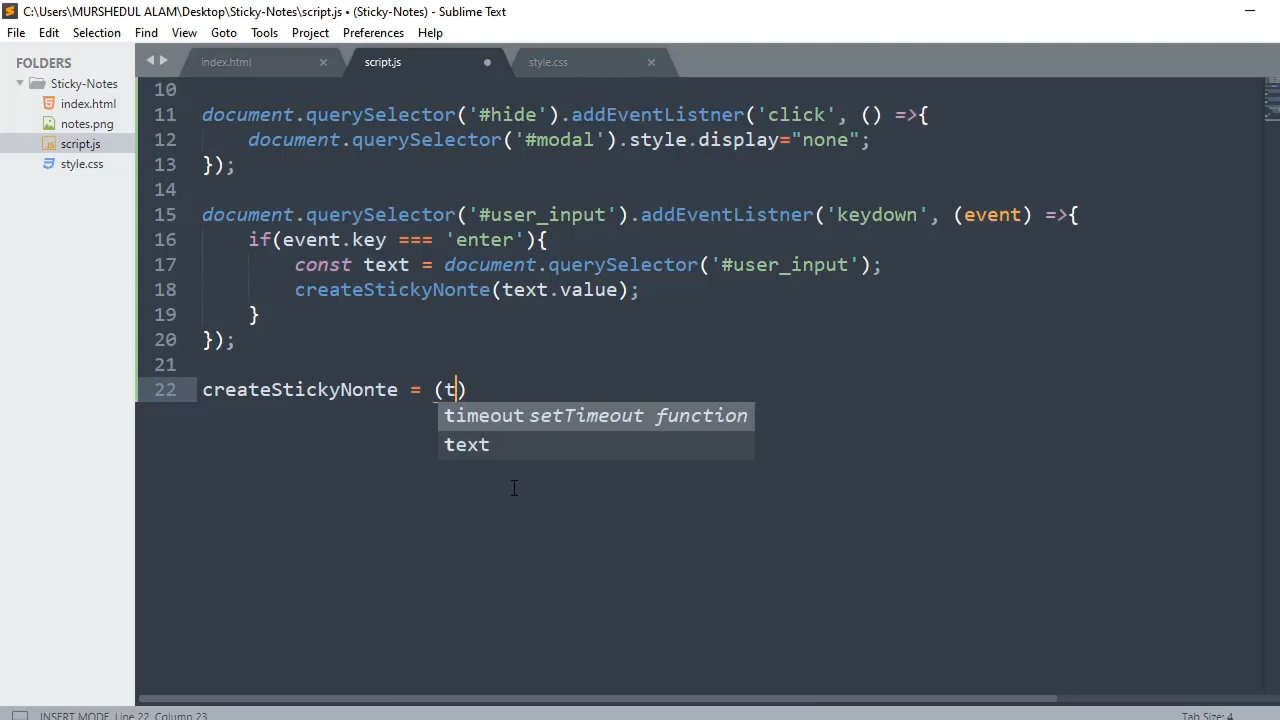 C:\Users\MURSHEDUL ALAM\Desktop\Sticky-Notes\script.js • (Sticky-Notes) - Sublime Text
File Edit Selection Find View Goto Tools Project Preferences Help
FOLDERS
Sticky-Notes
index.html
notes.png
script.js
style.css
index.html script.js style.css
10
11 document.querySelector('#hide').addEventListner('click', () =>{
12 document.querySelector('#modal').style.display="none";
13 });
14
15 document.querySelector('#user_input').addEventListner('keydown', (event) =>{
16 if(event.key === 'enter'){
17 const text = document.querySelector('#user_input');
18 createStickyNonte(text.value);
19 }
20 });
21
22 createStickyNonte = (t)
timeout setTimeout function
text
INSERT MODE, Line 22, Column 23
Tab Size: 4